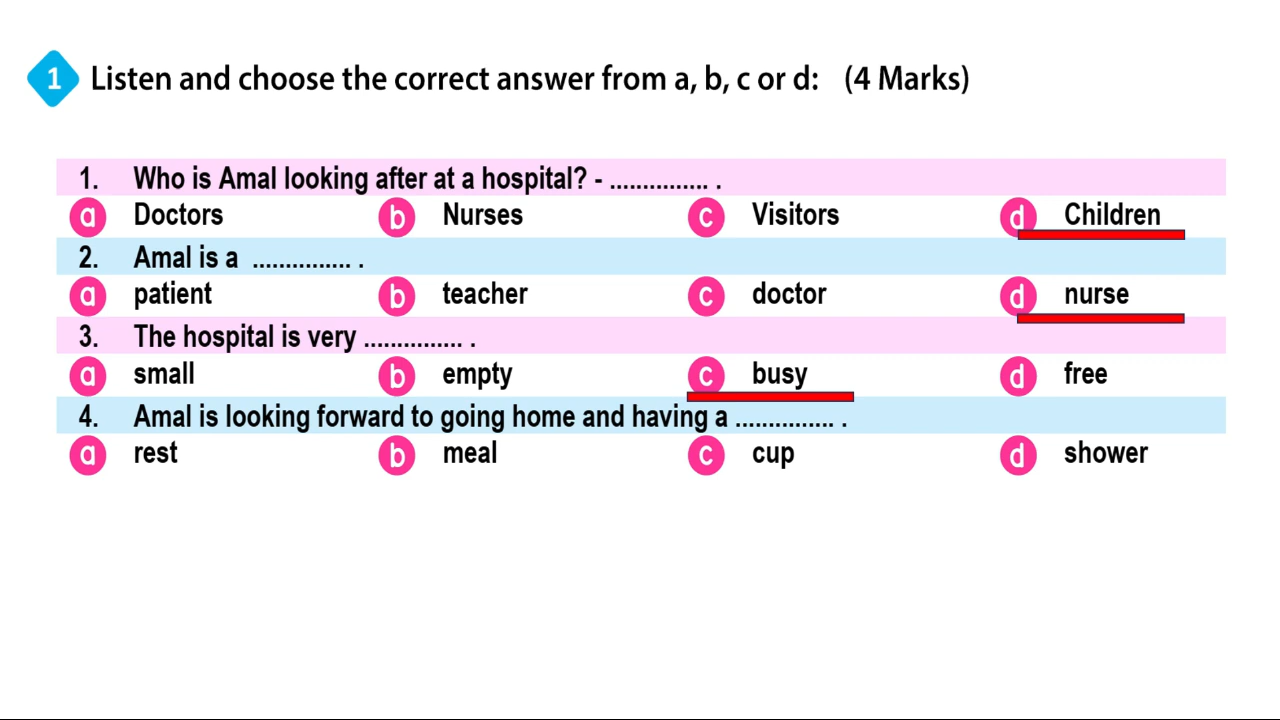 1 Listen and choose the correct answer from a, b, c or d: (4 Marks)
1. Who is Amal looking after at a hospital? - ............... .
a Doctors b Nurses c Visitors d Children
2. Amal is a ............... .
a patient b teacher c doctor d nurse
3. The hospital is very ............... .
a small b empty c busy d free
4. Amal is looking forward to going home and having a ............... .
a rest b meal c cup d shower